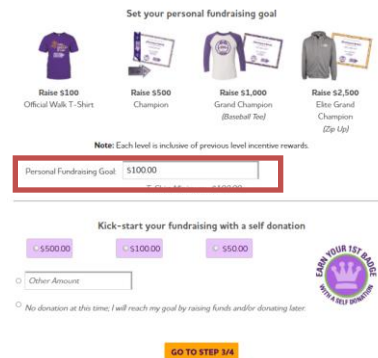 Set your personal fundraising goal
Raise $100
Official Walk T-Shirt
Raise $500
Champion
Raise $1,000
Grand Champion
(Baseball Tee)
Raise $2,500
Elite Grand
Champion
(Zip Up)
Note: Each level is inclusive of previous level incentive rewards.
Personal Fundraising Goal: $100.00
Kick-start your fundraising with a self donation
$500.00
$100.00
$50.00
EARN YOUR 1ST BADGE
WITH A SELF DONATION
Other Amount
No donation at this time; I will reach my goal by raising funds and/or donating later.
GO TO STEP 3/4